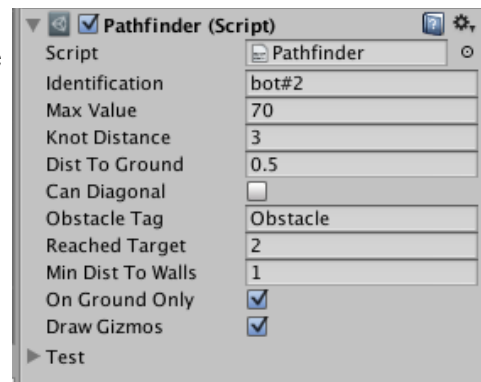 Pathfinder (Script)
Script Pathfinder
Identification bot#2
Max Value 70
Knot Distance 3
Dist To Ground 0.5
Can Diagonal
Obstacle Tag Obstacle
Reached Target 2
Min Dist To Walls 1
On Ground Only
Draw Gizmos
Test